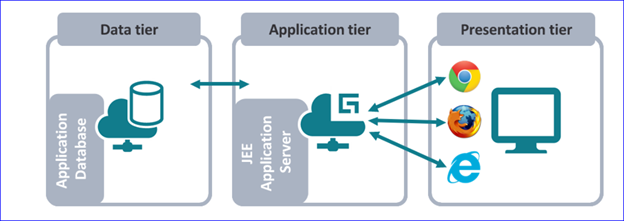 Data tier
Application tier
Presentation tier
Application
Database
JEE
Application
Server